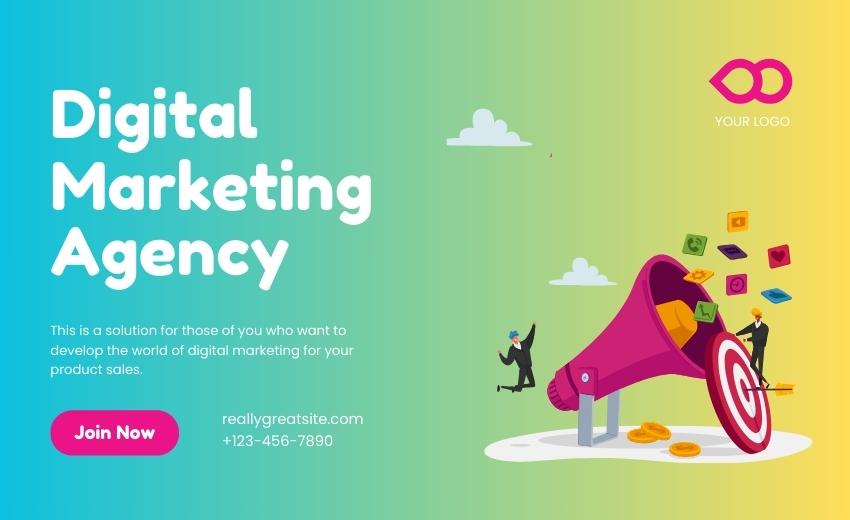 YOUR LOGO
Digital
Marketing
Agency
This is a solution for those of you who want to
develop the world of digital marketing for your
product sales.
Join Now
reallygreatsite.com
+123-456-7890